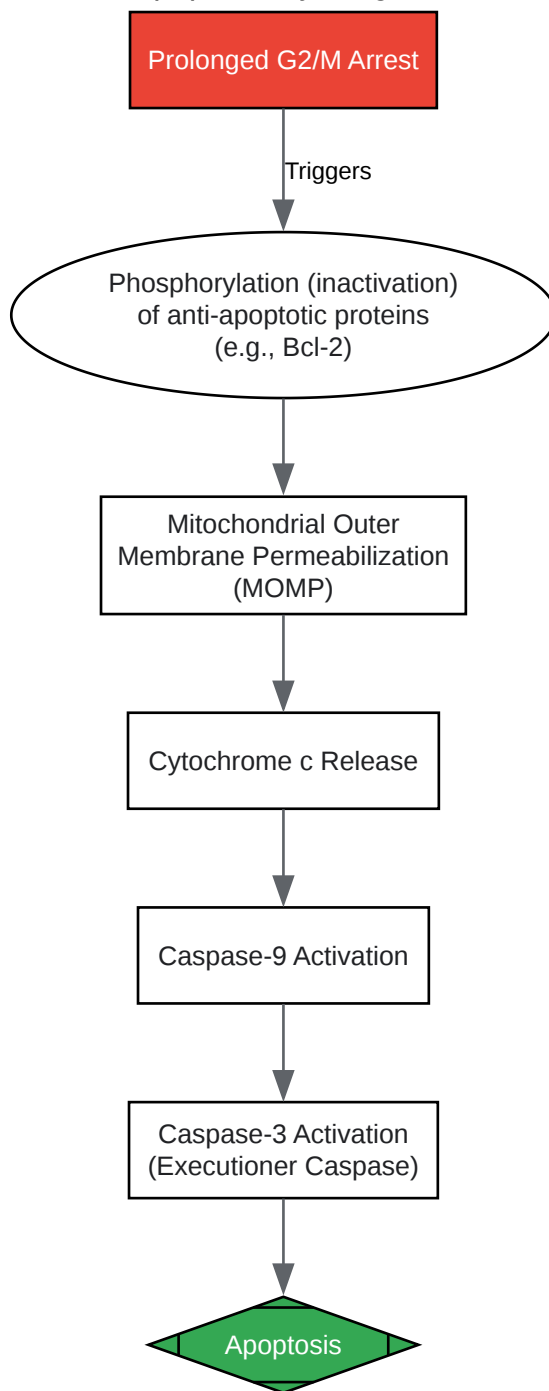 Prolonged G2/M Arrest
Triggers
Phosphorylation (inactivation)
of anti-apoptotic proteins
(e.g., Bcl-2)
Mitochondrial Outer
Membrane Permeabilization
(MOMP)
Cytochrome c Release
Caspase-9 Activation
Caspase-3 Activation
(Executioner Caspase)
Apoptosis